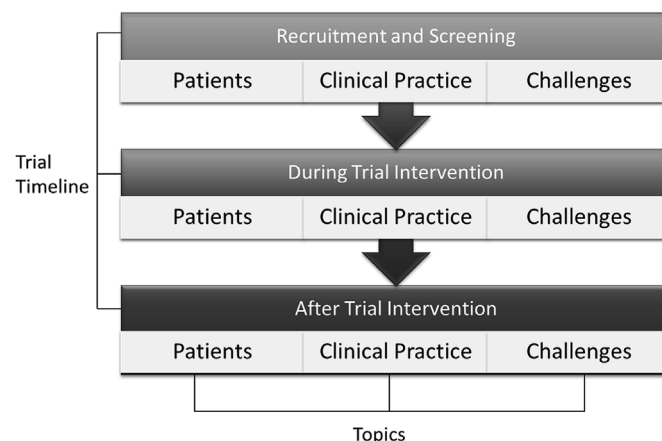 Recruitment and Screening
Patients Clinical Practice Challenges
Trial
Timeline
During Trial Intervention
Patients Clinical Practice Challenges
After Trial Intervention
Patients Clinical Practice Challenges
Topics